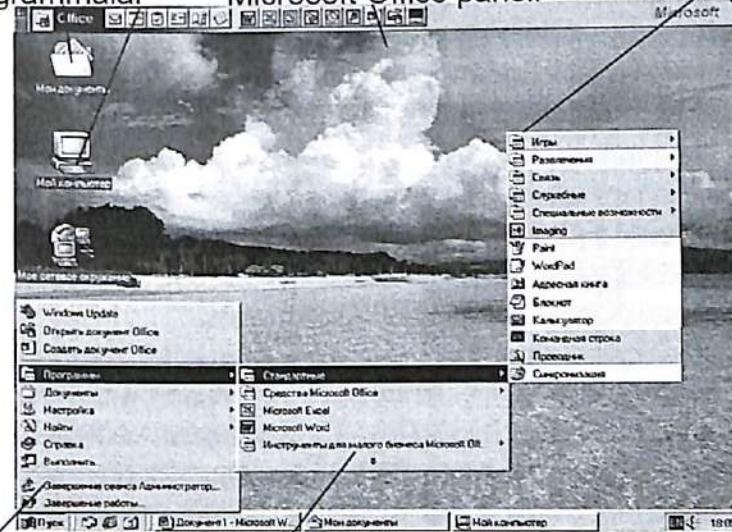 Microsoft Office paneli
Office
Microsoft
Мои документы
Мой компьютер
Мое сетевое окружение
Игры
Развлечения
Связь
Служебные
Специальные возможности
Imaging
Paint
WordPad
Адресная книга
Блокнот
Калькулятор
Командная строка
Проводник
Синхронизация
Windows Update
Открыть документ Office
Создать документ Office
Программы
Документы
Настройка
Найти
Справка
Выполнить...
Завершение сеанса Администратор...
Завершение работы...
Стандартные
Средства Microsoft Office
Microsoft Excel
Microsoft Word
Инструменты для малого бизнеса Microsoft Off...
Пуск
Документ1 - Microsoft W...
Мои документы
Мой компьютер